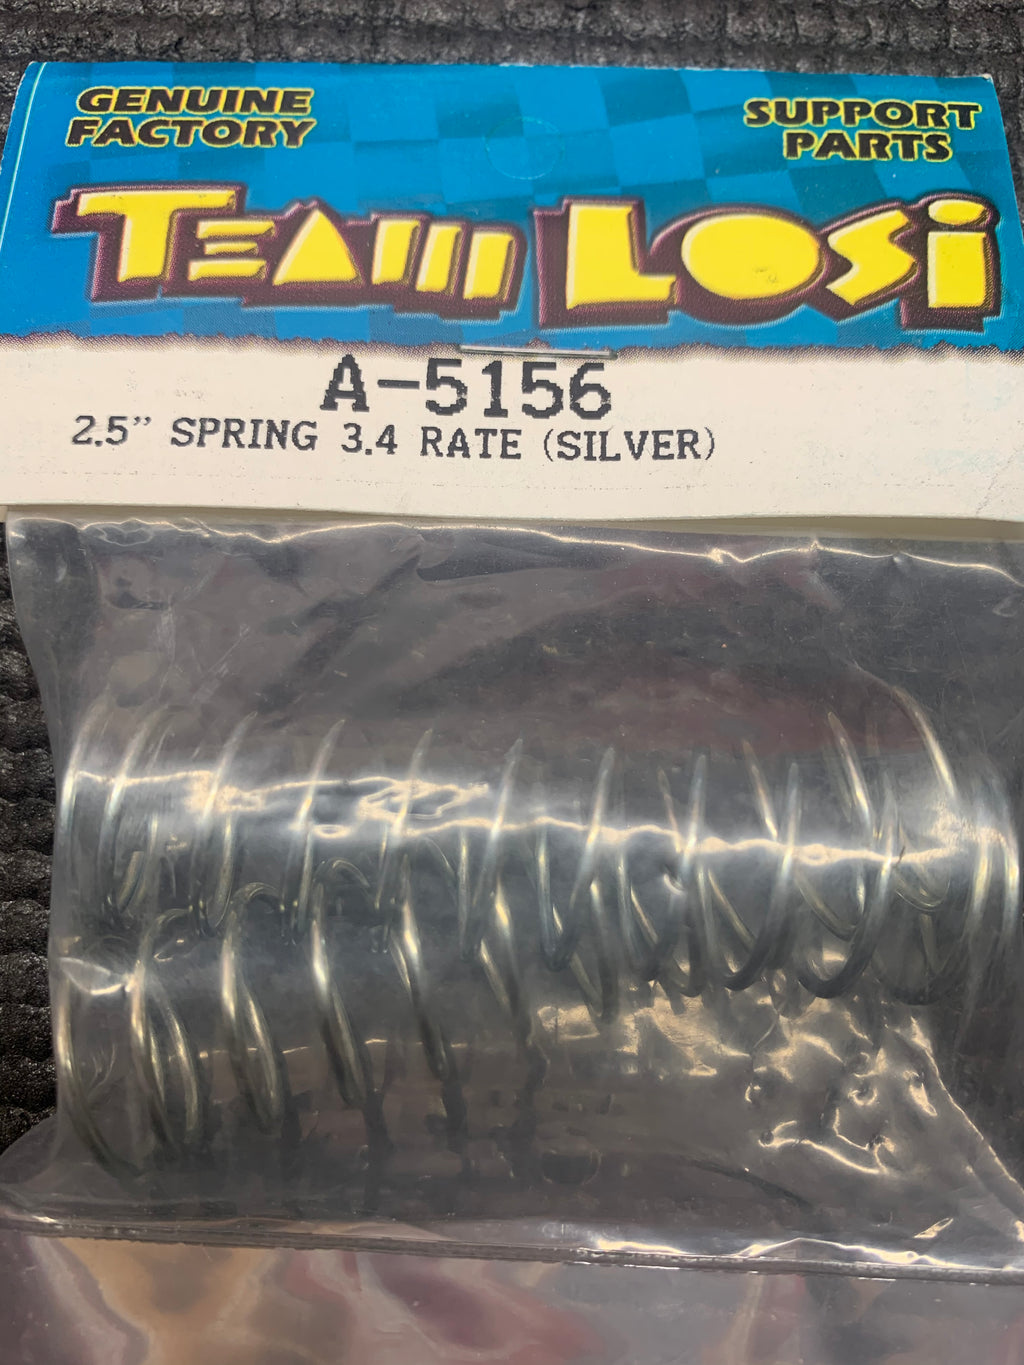 GENUINE
FACTORY
SUPPORT
PARTS
TEAM LOSI
A-5156
2.5" SPRING 3.4 RATE (SILVER)